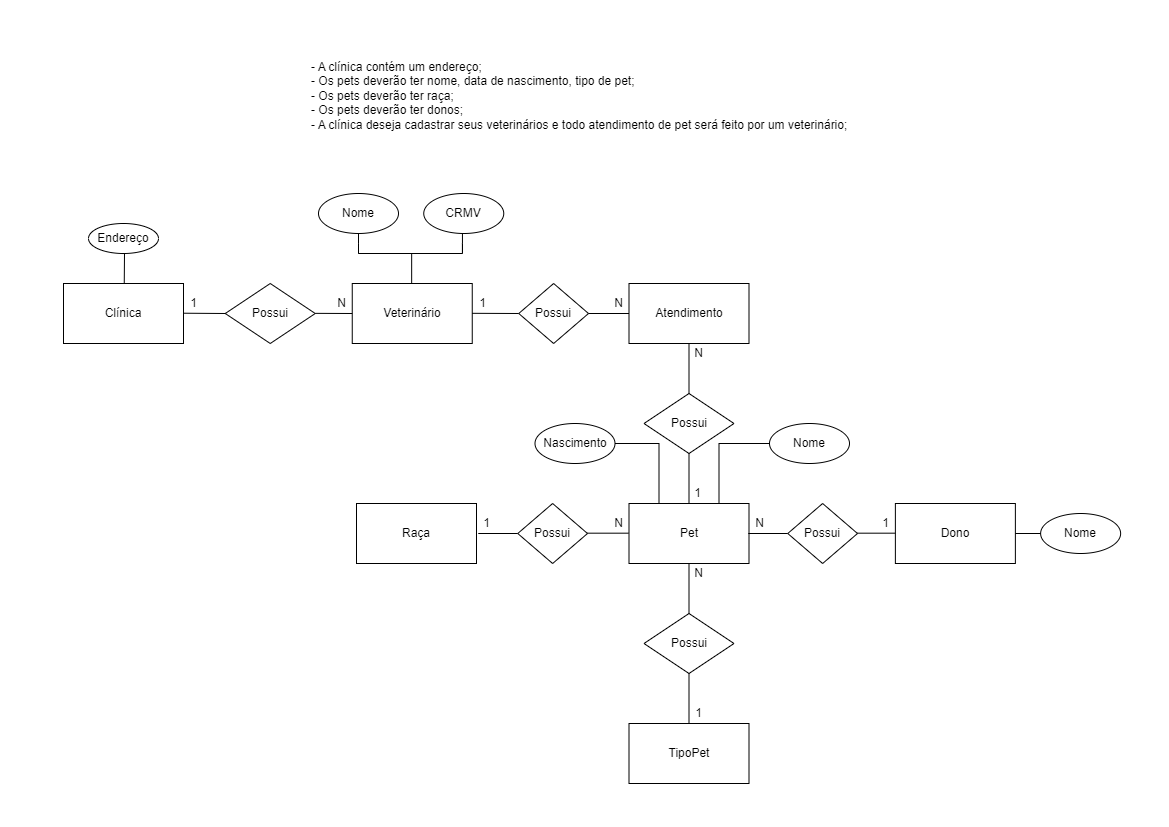 - A clínica contém um endereço;
- Os pets deverão ter nome, data de nascimento, tipo de pet;
- Os pets deverão ter raça;
- Os pets deverão ter donos;
- A clínica deseja cadastrar seus veterinários e todo atendimento de pet será feito por um veterinário;
Nome
CRMV
Endereço
1
N
1
N
Clínica
Possui
Veterinário
Possui
Atendimento
N
Possui
Nascimento
Nome
1
1
N
N
1
Raça
Possui
Pet
Possui
Dono
Nome
N
Possui
1
TipoPet